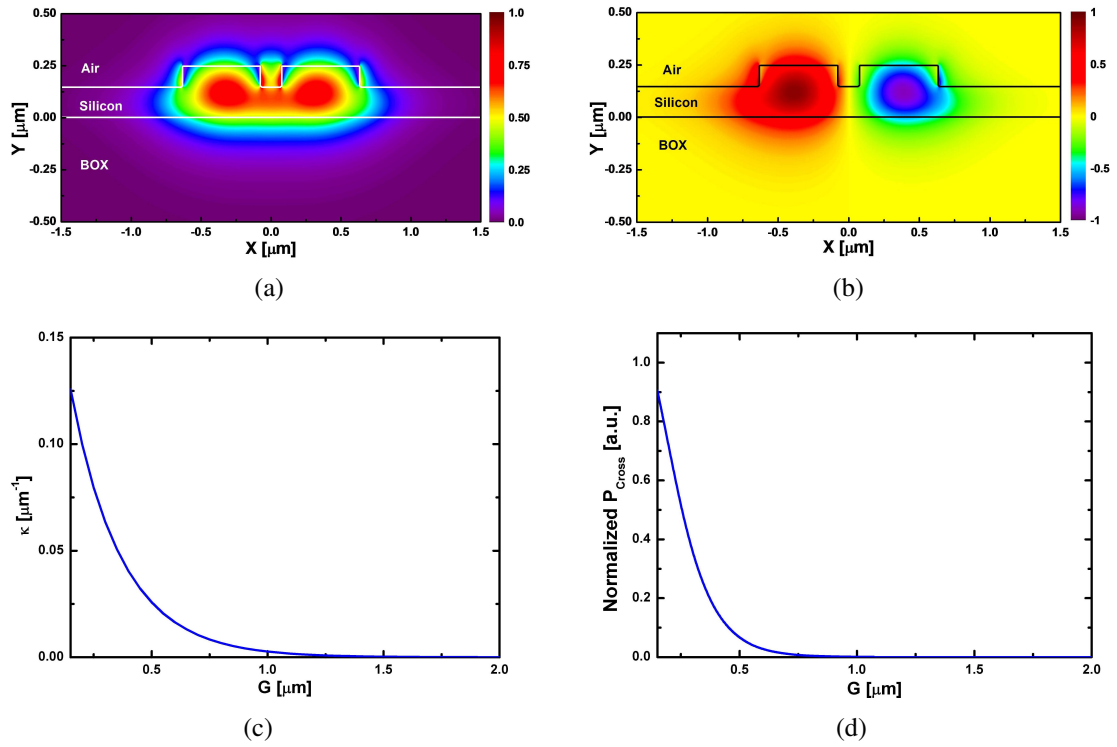 0.50
0.25
0.00
-0.25
-0.50
Y [μm]
Air
Silicon
BOX
-1.5
-1.0
-0.5
0.0
0.5
1.0
1.5
X [μm]
1.0
0.75
0.50
0.25
0.0
(a)
0.50
0.25
0.00
-0.25
-0.50
Y [μm]
Air
Silicon
BOX
-1.5
-1.0
-0.5
0.0
0.5
1.0
1.5
X [μm]
1
0.5
0
-0.5
-1
(b)
0.15
0.10
0.05
0.00
κ [μm⁻¹]
0.5
1.0
1.5
2.0
G [μm]
(c)
1.0
0.8
0.6
0.4
0.2
0.0
Normalized P_Cross [a.u.]
0.5
1.0
1.5
2.0
G [μm]
(d)